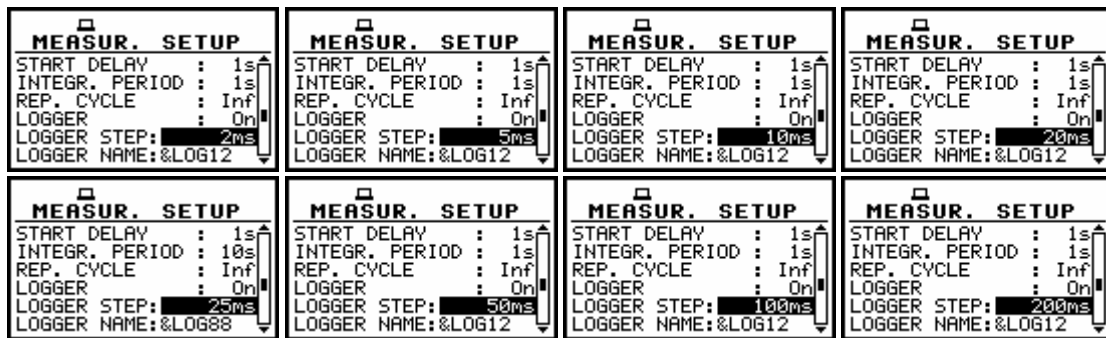 MEASUR. SETUP
START DELAY : 1s
INTEGR. PERIOD : 1s
REP. CYCLE : Inf
LOGGER : On
LOGGER STEP: 2ms
LOGGER NAME:&LOG12
MEASUR. SETUP
START DELAY : 1s
INTEGR. PERIOD : 1s
REP. CYCLE : Inf
LOGGER : On
LOGGER STEP: 5ms
LOGGER NAME:&LOG12
MEASUR. SETUP
START DELAY : 1s
INTEGR. PERIOD : 1s
REP. CYCLE : Inf
LOGGER : On
LOGGER STEP: 10ms
LOGGER NAME:&LOG12
MEASUR. SETUP
START DELAY : 1s
INTEGR. PERIOD : 1s
REP. CYCLE : Inf
LOGGER : On
LOGGER STEP: 20ms
LOGGER NAME:&LOG12
MEASUR. SETUP
START DELAY : 1s
INTEGR. PERIOD : 10s
REP. CYCLE : Inf
LOGGER : On
LOGGER STEP: 25ms
LOGGER NAME:&LOG88
MEASUR. SETUP
START DELAY : 1s
INTEGR. PERIOD : 1s
REP. CYCLE : Inf
LOGGER : On
LOGGER STEP: 50ms
LOGGER NAME:&LOG12
MEASUR. SETUP
START DELAY : 1s
INTEGR. PERIOD : 1s
REP. CYCLE : Inf
LOGGER : On
LOGGER STEP: 100ms
LOGGER NAME:&LOG12
MEASUR. SETUP
START DELAY : 1s
INTEGR. PERIOD : 1s
REP. CYCLE : Inf
LOGGER : On
LOGGER STEP: 200ms
LOGGER NAME:&LOG12